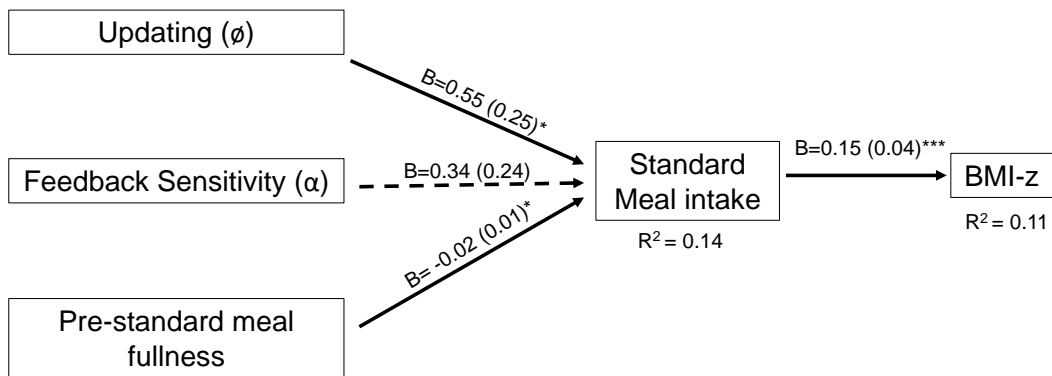 Updating (ø)
B=0.55 (0.25)*
Feedback Sensitivity (α)
B=0.34 (0.24)
Standard
Meal intake
R² = 0.14
B=0.15 (0.04)***
BMI-z
R² = 0.11
B= -0.02 (0.01)*
Pre-standard meal
fullness